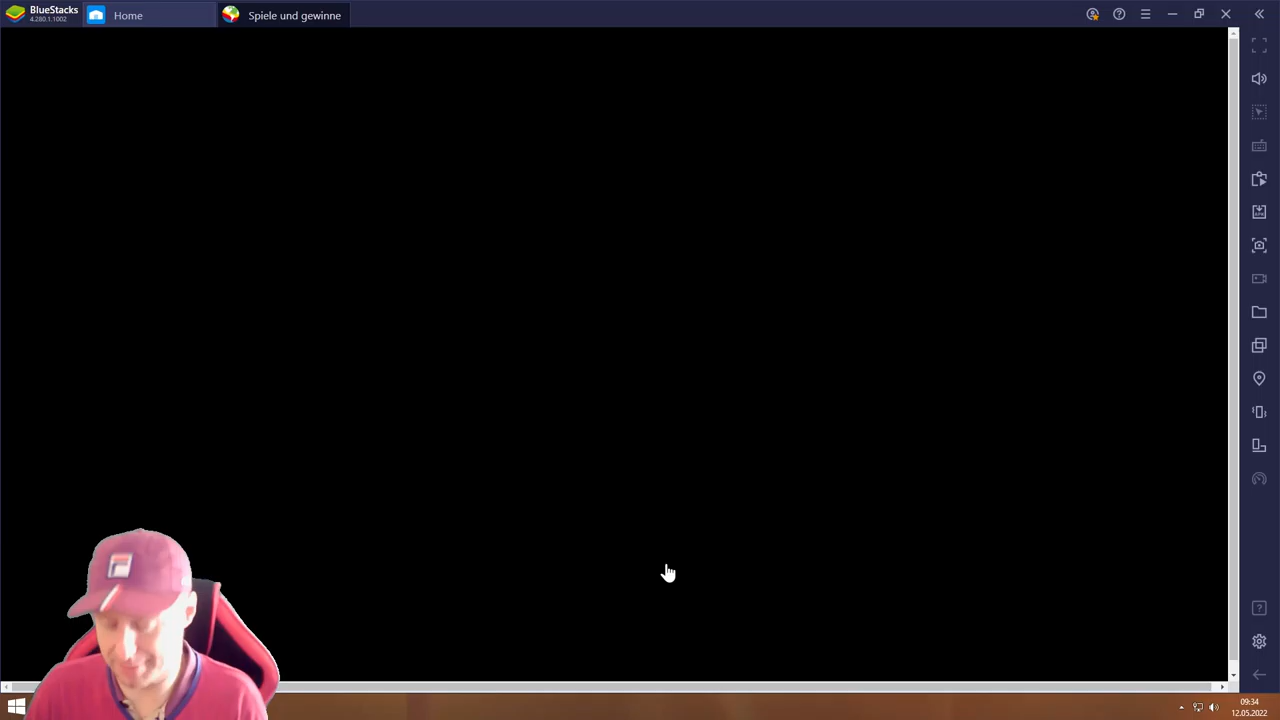 BlueStacks
4.280.1.1002
Home
Spiele und gewinne
09:34
12.05.2022